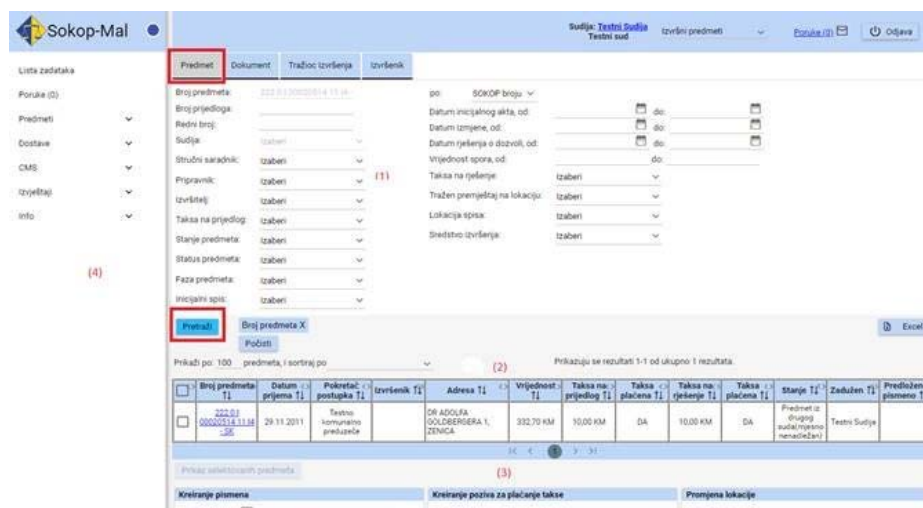 Sokop-Mal
Sudija: Testni Sudija
Testni sud
Izvršni predmeti
Poruke (0)
Odjava
Lista zadataka
Poruke (0)
Predmeti
Dostave
CMS
Izvještaji
Info
(4)
Predmet Dokument Tražioc izvršenja Izvršenik
Broj predmeta:
Broj prijedloga:
Redni broj:
Sudija: Izaberi
Stručni saradnik: Izaberi
Pripravnik: Izaberi
Izvršitelj: Izaberi
Taksa na prijedlog: Izaberi
Stanje predmeta: Izaberi
Status predmeta: Izaberi
Faza predmeta: Izaberi
Inicijalni spis: Izaberi
(1)
po: SOKOP broju
Datum inicijalnog akta, od: do:
Datum izmjene, od: do:
Datum rješenja o dozvoli, od: do:
Vrijednost spora, od: do:
Taksa na rješenje: Izaberi
Tražen premještaj na lokaciju: Izaberi
Lokacija spisa: Izaberi
Sredstvo izvršenja: Izaberi
Pretraži Broj predmeta X
Počisti
Excel
Prikaži po: 100 predmeta, i sortiraj po
(2)
Prikazuju se rezultati 1-1 od ukupno 1 rezultata.
Broj predmeta Datum prijema Pokretač postupka Izvršenik Adresa Vrijednost Taksa na prijedlog Taksa plaćena Taksa na rješenje Taksa plaćena Stanje Zadužen Predložen pismeno
29.11.2011 Testno komunalno preduzeće DR ADOLFA GOLDBERGERA 1, ZENICA 332,70 KM 10,00 KM DA 10,00 KM DA Predmet iz drugog suda(mjesno nenadležan) Testni Sudija
1
Prikaz selektovanih predmeta
(3)
Kreiranje pismena Kreiranje poziva za plaćanje takse Promjena lokacije